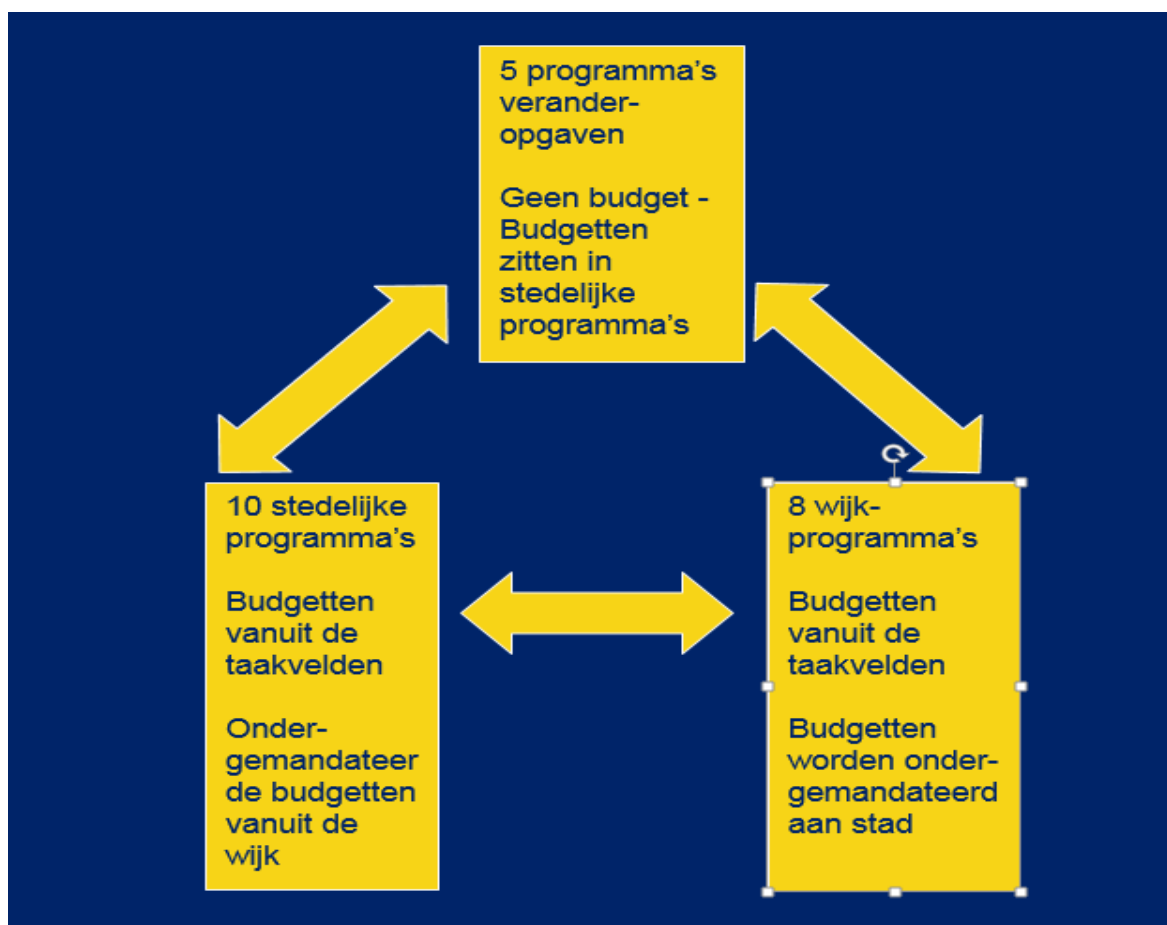 5 programma's
verander-
opgaven
Geen budget -
Budgetten
zitten in
stedelijke
programma's
10 stedelijke
programma's
Budgetten
vanuit de
taakvelden
Onder-
gemandateer
de budgetten
vanuit de
wijk
8 wijk-
programma's
Budgetten
vanuit de
taakvelden
Budgetten
worden onder-
gemandateerd
aan stad